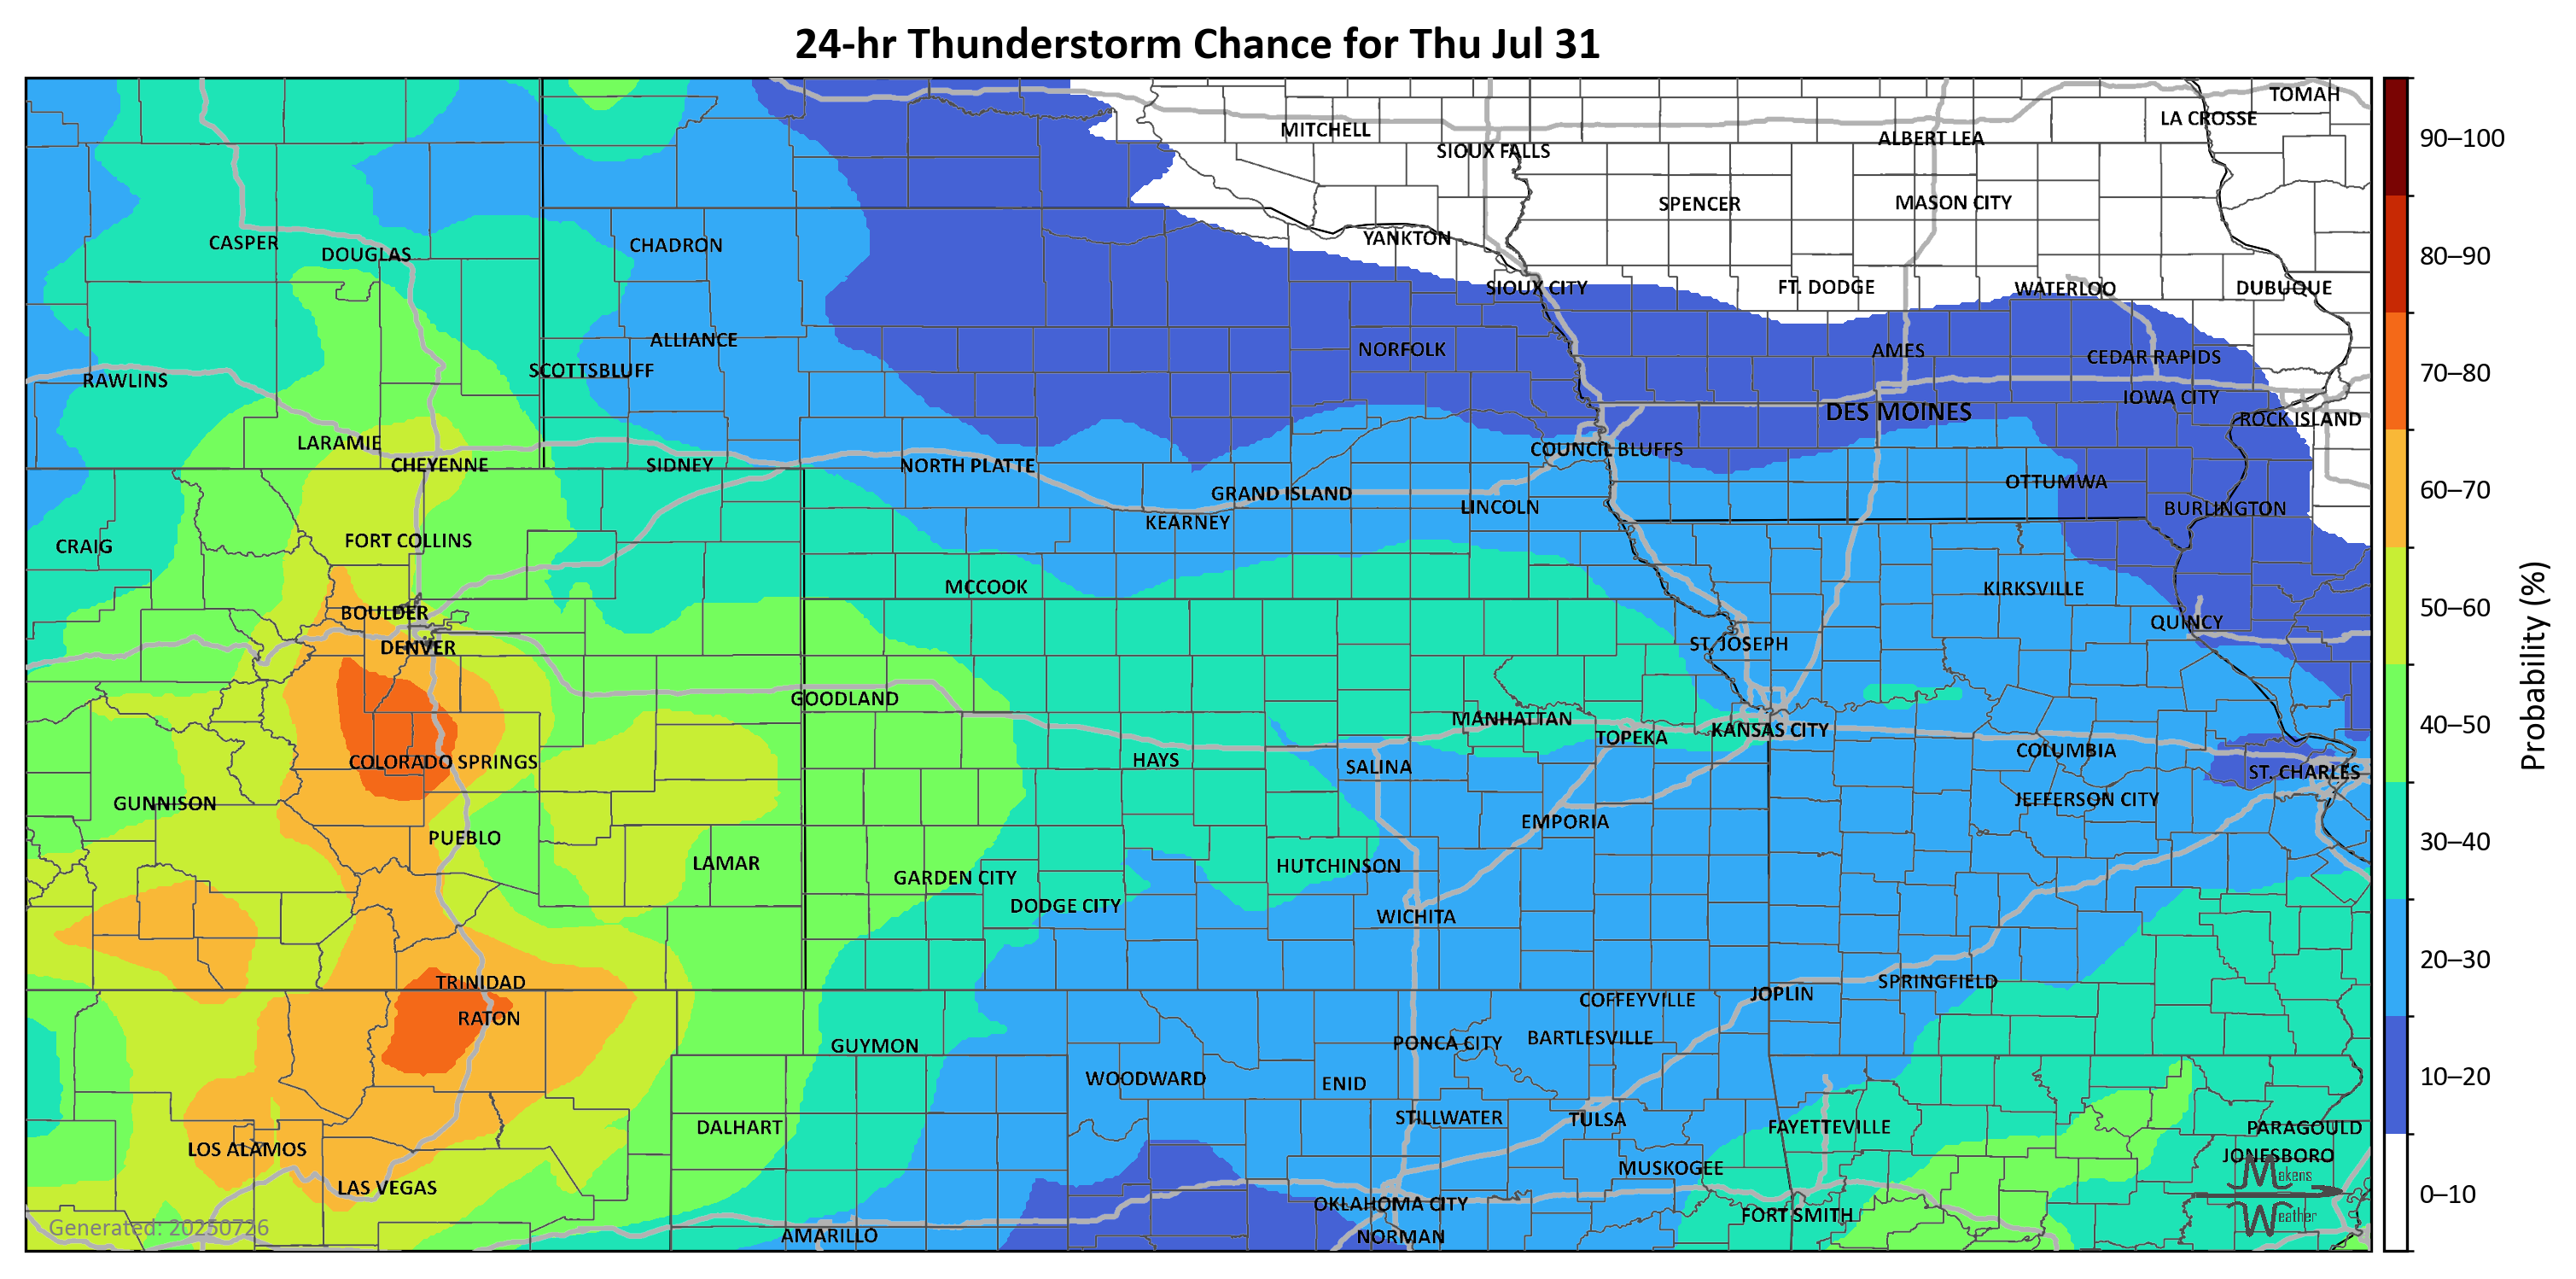 24-hr Thunderstorm Chance for Thu Jul 31
TOMAH
LA CROSSE
MITCHELL
ALBERT LEA
SIOUX FALLS
SPENCER
MASON CITY
CASPER
DOUGLAS
CHADRON
YANKTON
SIOUX CITY
FT. DODGE
WATERLOO
DUBUQUE
ALLIANCE
NORFOLK
AMES
CEDAR RAPIDS
RAWLINS
SCOTTSBLUFF
IOWA CITY
DES MOINES
ROCK ISLAND
LARAMIE
CHEYENNE
SIDNEY
NORTH PLATTE
COUNCIL BLUFFS
GRAND ISLAND
OTTUMWA
LINCOLN
BURLINGTON
KEARNEY
CRAIG
FORT COLLINS
MCCOOK
KIRKSVILLE
BOULDER
QUINCY
DENVER
ST. JOSEPH
GOODLAND
MANHATTAN
TOPEKA
KANSAS CITY
COLORADO SPRINGS
HAYS
SALINA
COLUMBIA
ST. CHARLES
GUNNISON
JEFFERSON CITY
PUEBLO
EMPORIA
LAMAR
GARDEN CITY
HUTCHINSON
DODGE CITY
WICHITA
TRINIDAD
SPRINGFIELD
JOPLIN
COFFEYVILLE
RATON
GUYMON
PONCA CITY
BARTLESVILLE
WOODWARD
ENID
STILLWATER
TULSA
DALHART
FAYETTEVILLE
PARAGOULD
LOS ALAMOS
JONESBORO
MUSKOGEE
LAS VEGAS
OKLAHOMA CITY
FORT SMITH
AMARILLO
NORMAN
Makens
Weather
Generated: 20250726
90–100
80–90
70–80
60–70
50–60
40–50
30–40
20–30
10–20
0–10
Probability (%)